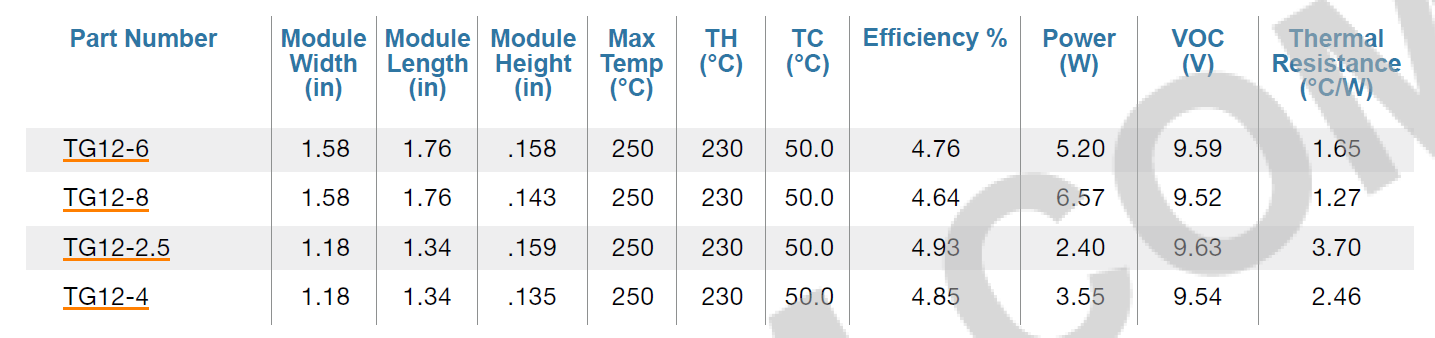 Part Number Module Module Module Max TH TC Efficiency % Power VOC Thermal
Width Length Height Temp (°C) (°C) (W) (V) Resistance
(in) (in) (in) (°C) (°C/W)
TG12-6 1.58 1.76 .158 250 230 50.0 4.76 5.20 9.59 1.65
TG12-8 1.58 1.76 .143 250 230 50.0 4.64 6.57 9.52 1.27
TG12-2.5 1.18 1.34 .159 250 230 50.0 4.93 2.40 9.63 3.70
TG12-4 1.18 1.34 .135 250 230 50.0 4.85 3.55 9.54 2.46
.COM